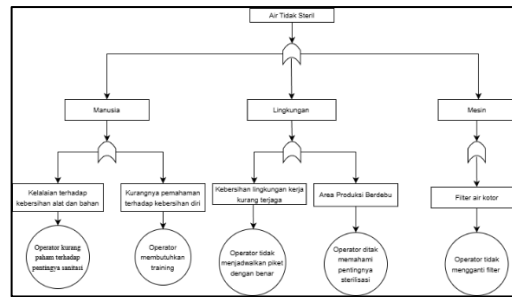 Air Tidak Steril
Manusia
Lingkungan
Mesin
Kelalaian terhadap
kebersihan alat dan bahan
Kurangnya pemahaman
terhadap kebersihan diri
Kebersihan lingkungan kerja
kurang terjaga
Area Produksi Berdebu
Filter air kotor
Operator kurang
paham terhadap
pentingya sanitasi
Operator
membutuhkan
training
Operator tidak
menjadwalkan piket
dengan benar
Operator ditak
memahami
pentingnya
sterilisasi
Operator tidak
mengganti filter